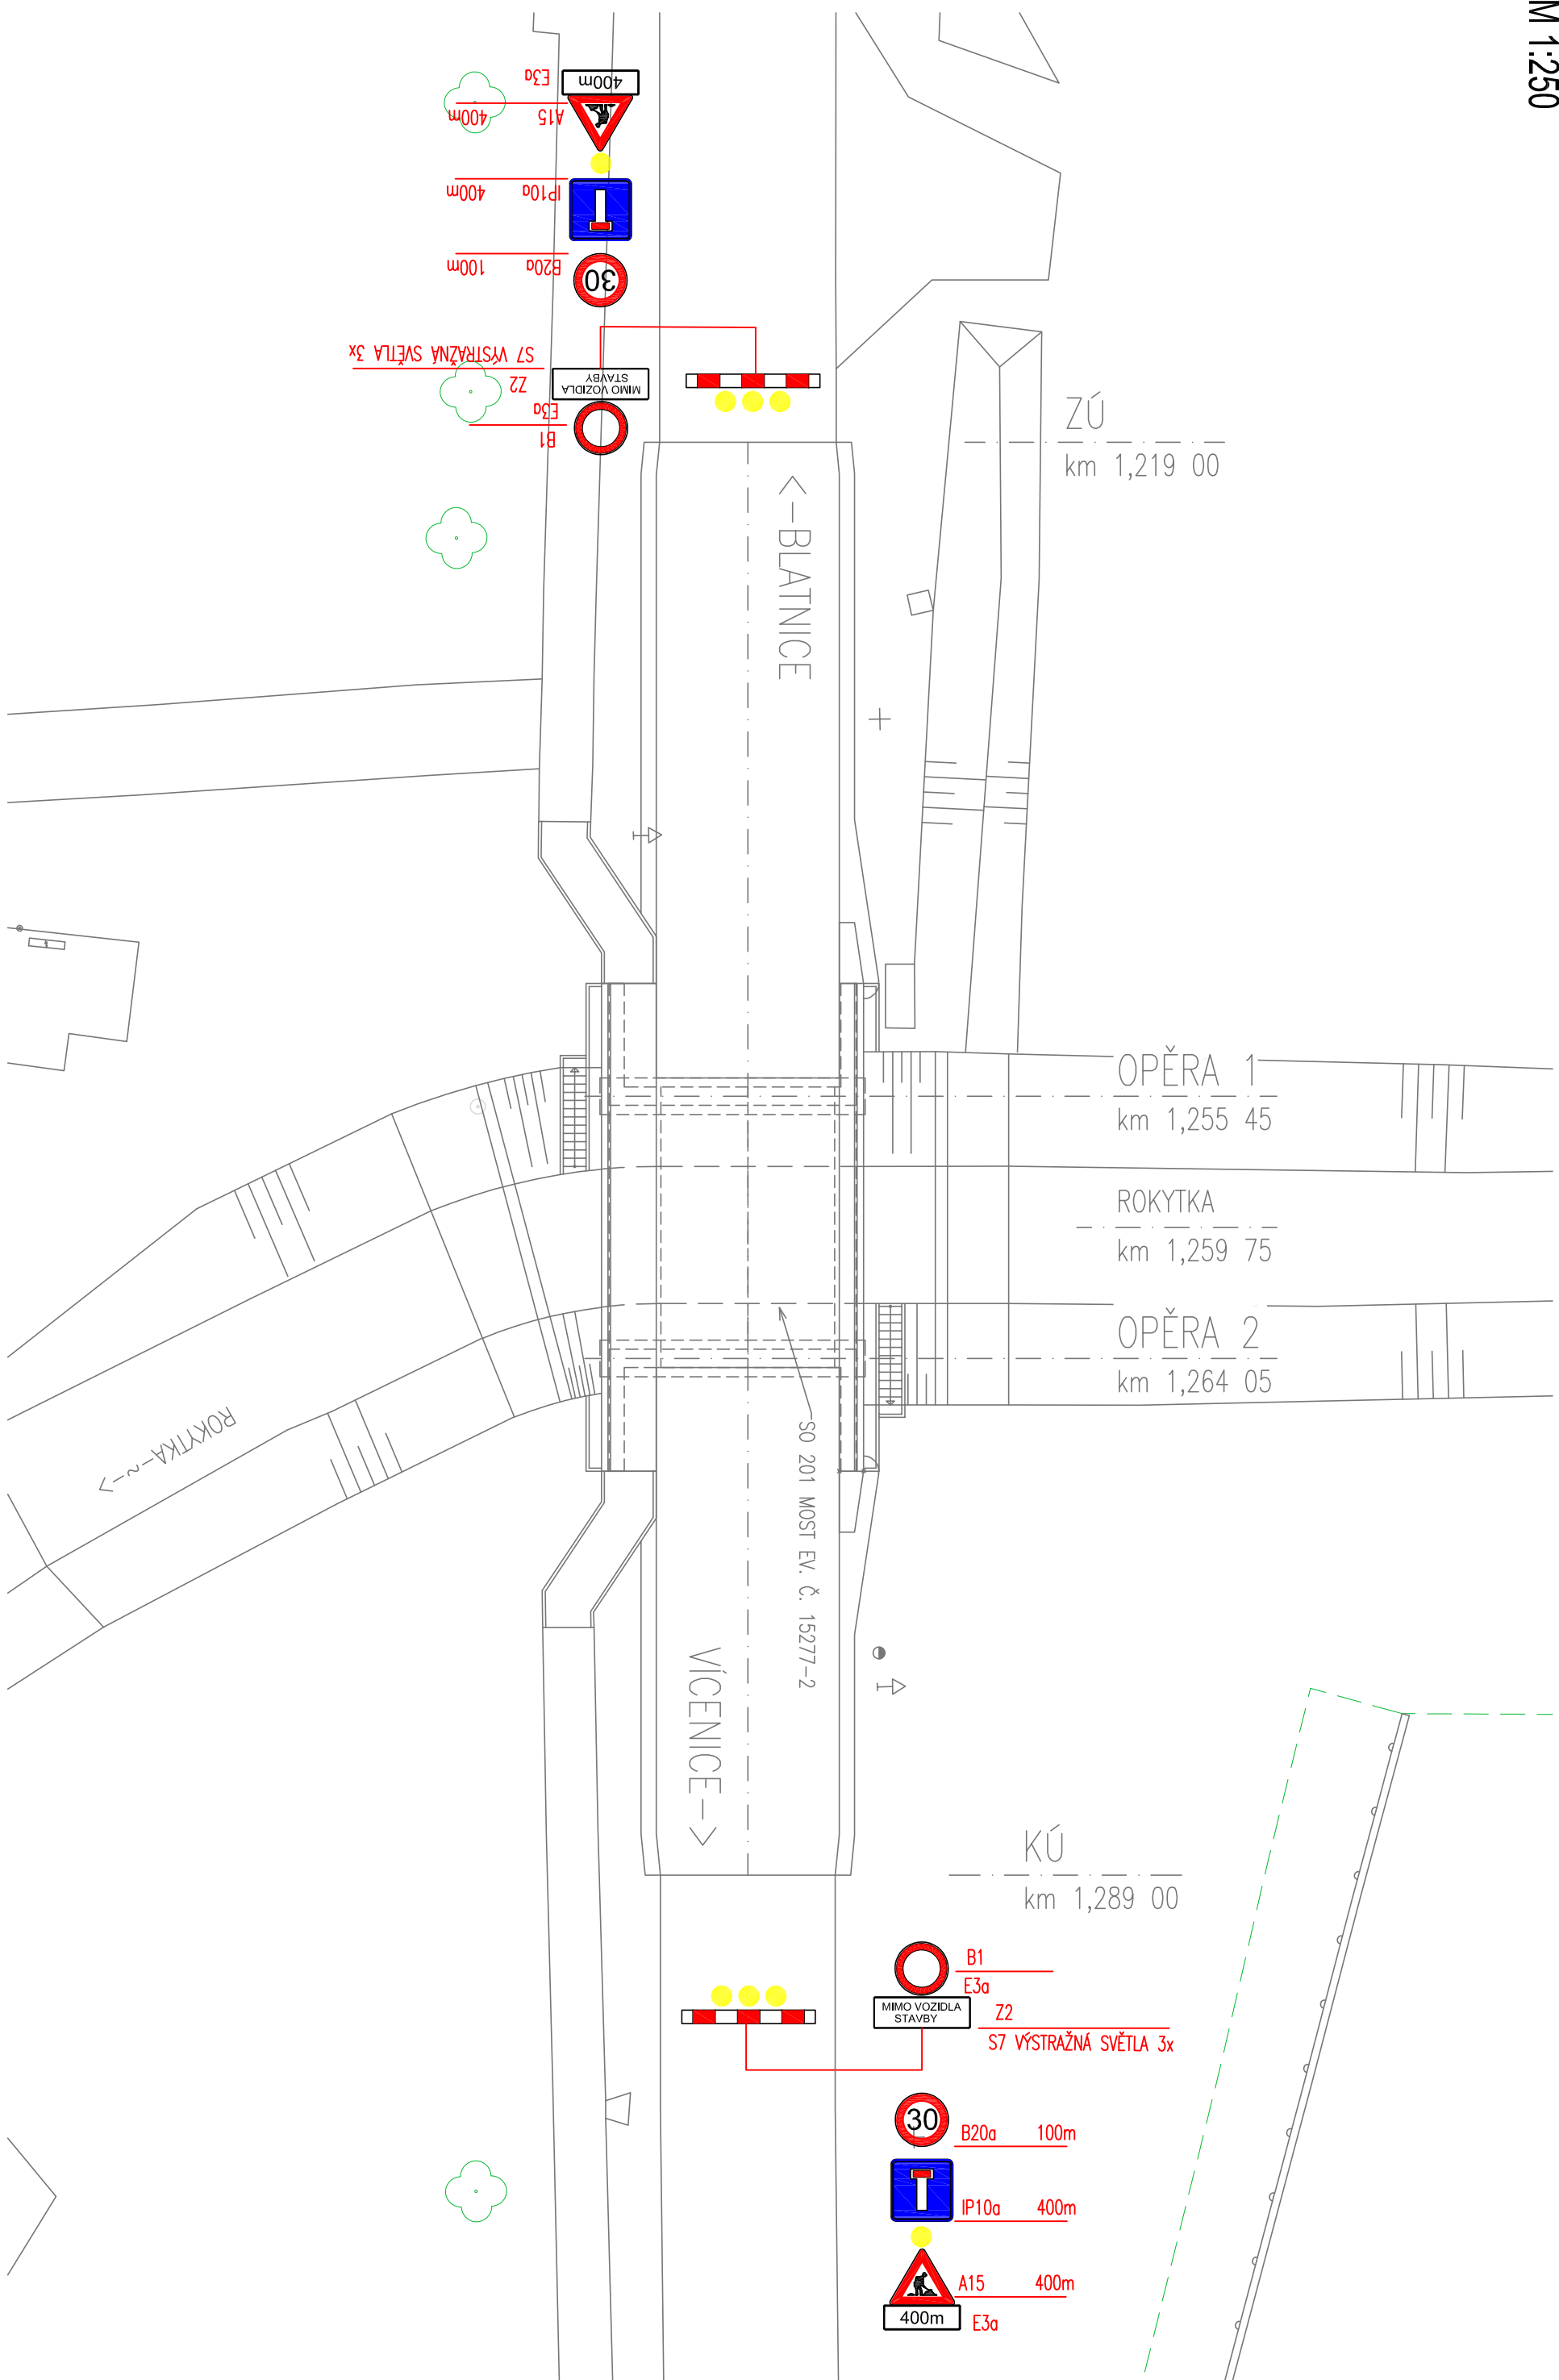 M 1:250
400m
E3a
A15 400m
IP10a 400m
30
B20a 100m
S7 VÝSTRAŽNÁ SVĚTLA 3x
Z2
MIMO VOZIDLA
STAVBY
E3a
B1
ZÚ
km 1,219 00
<--BLATNICE
OPĚRA 1
km 1,255 45
ROKYTKA
km 1,259 75
OPĚRA 2
km 1,264 05
ROKYTKA-~-->
SO 201 MOST EV. Č. 15277-2
VÍCENICE-->
KÚ
km 1,289 00
B1
E3a
MIMO VOZIDLA
STAVBY
Z2
S7 VÝSTRAŽNÁ SVĚTLA 3x
30
B20a 100m
IP10a 400m
A15 400m
400m
E3a